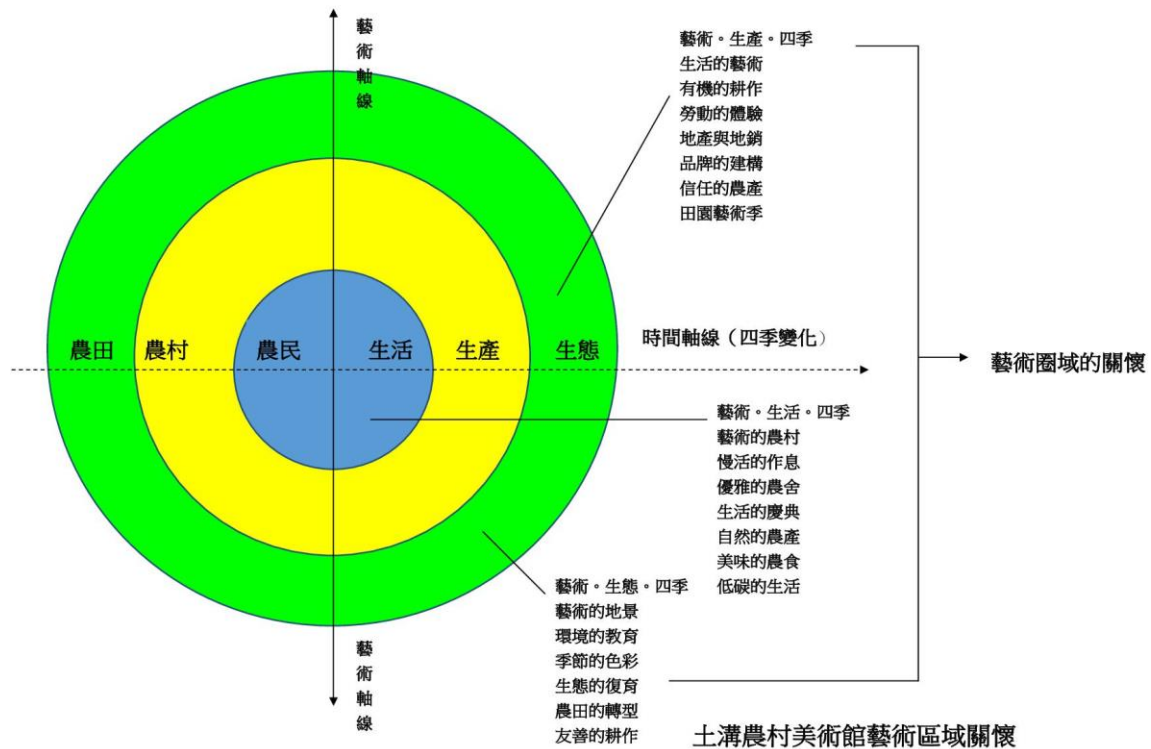 藝術軸線
藝術。生產。四季
生活的藝術
有機的耕作
勞動的體驗
地產與地銷
品牌的建構
信任的農產
田園藝術季
農田 農村 農民 生活 生產 生態
時間軸線（四季變化）
藝術圈域的關懷
藝術。生活。四季
藝術的農村
慢活的作息
優雅的農舍
生活的慶典
自然的農產
美味的農食
低碳的生活
藝術。生態。四季
藝術的地景
環境的教育
季節的色彩
生態的復育
農田的轉型
友善的耕作
藝術軸線
土溝農村美術館藝術區域關懷